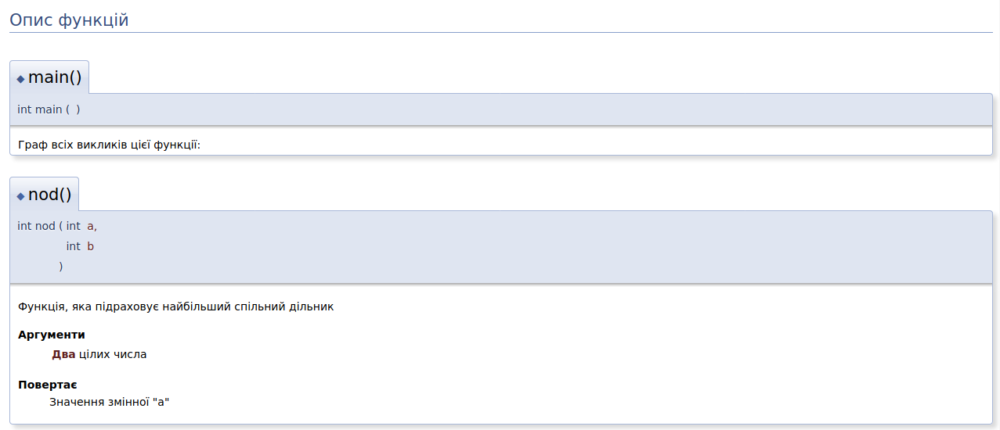 Опис функцій
◆ main()
int main ( )
Граф всіх викликів цієї функції:
◆ nod()
int nod ( int a,
int b
)
Функція, яка підраховує найбільший спільний дільник
Аргументи
Два цілих числа
Повертає
Значення змінної "a"